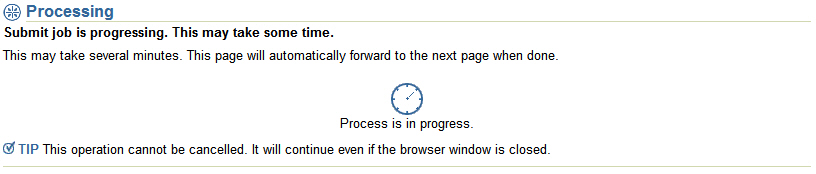 Processing
Submit job is progressing. This may take some time.
This may take several minutes. This page will automatically forward to the next page when done.
Process is in progress.
TIP This operation cannot be cancelled. It will continue even if the browser window is closed.